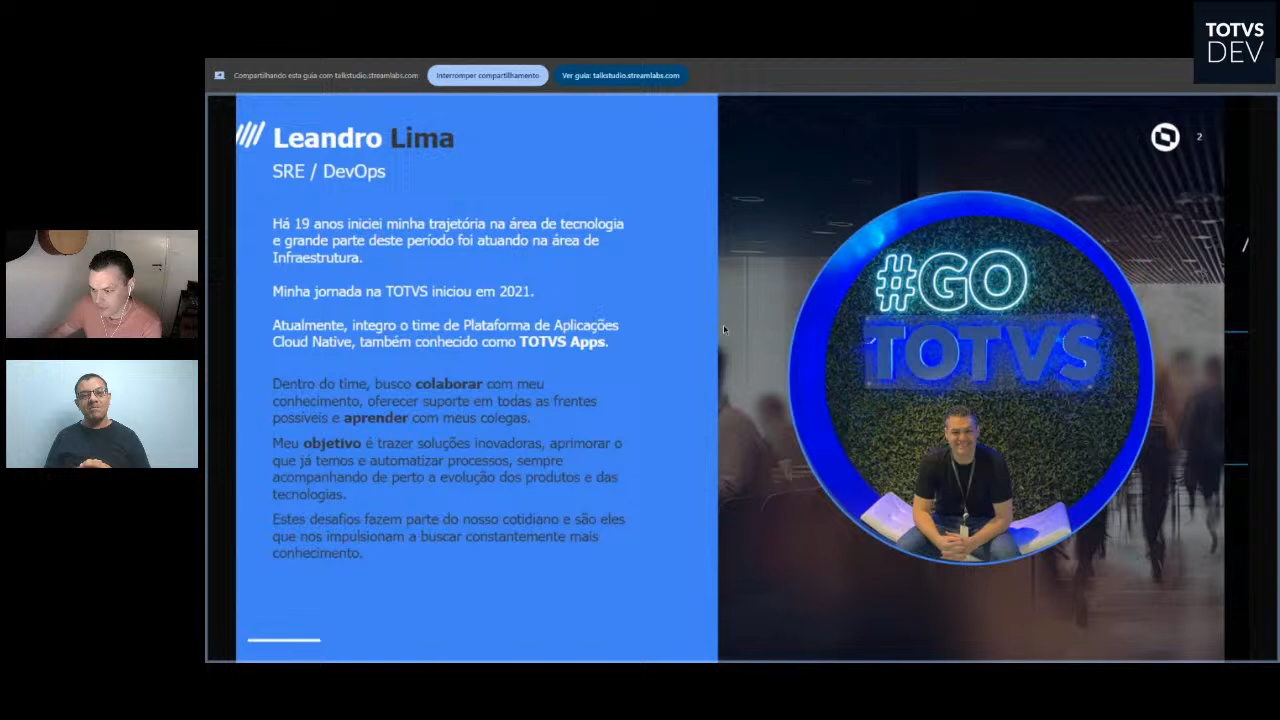 TOTVS
DEV
Compartilhando esta guia com talkstudio.streamlabs.com
Interromper compartilhamento
Ver guia: talkstudio.streamlabs.com
Leandro Lima
SRE / DevOps
Há 19 anos iniciei minha trajetória na área de tecnologia
e grande parte deste período foi atuando na área de
Infraestrutura.
Minha jornada na TOTVS iniciou em 2021.
Atualmente, integro o time de Plataforma de Aplicações
Cloud Native, também conhecido como TOTVS Apps.
Dentro do time, busco colaborar com meu
conhecimento, oferecer suporte em todas as frentes
possíveis e aprender com meus colegas.
Meu objetivo é trazer soluções inovadoras, aprimorar o
que já temos e automatizar processos, sempre
acompanhando de perto a evolução dos produtos e das
tecnologias.
Estes desafios fazem parte do nosso cotidiano e são eles
que nos impulsionam a buscar constantemente mais
conhecimento.
2
#GO
TOTVS